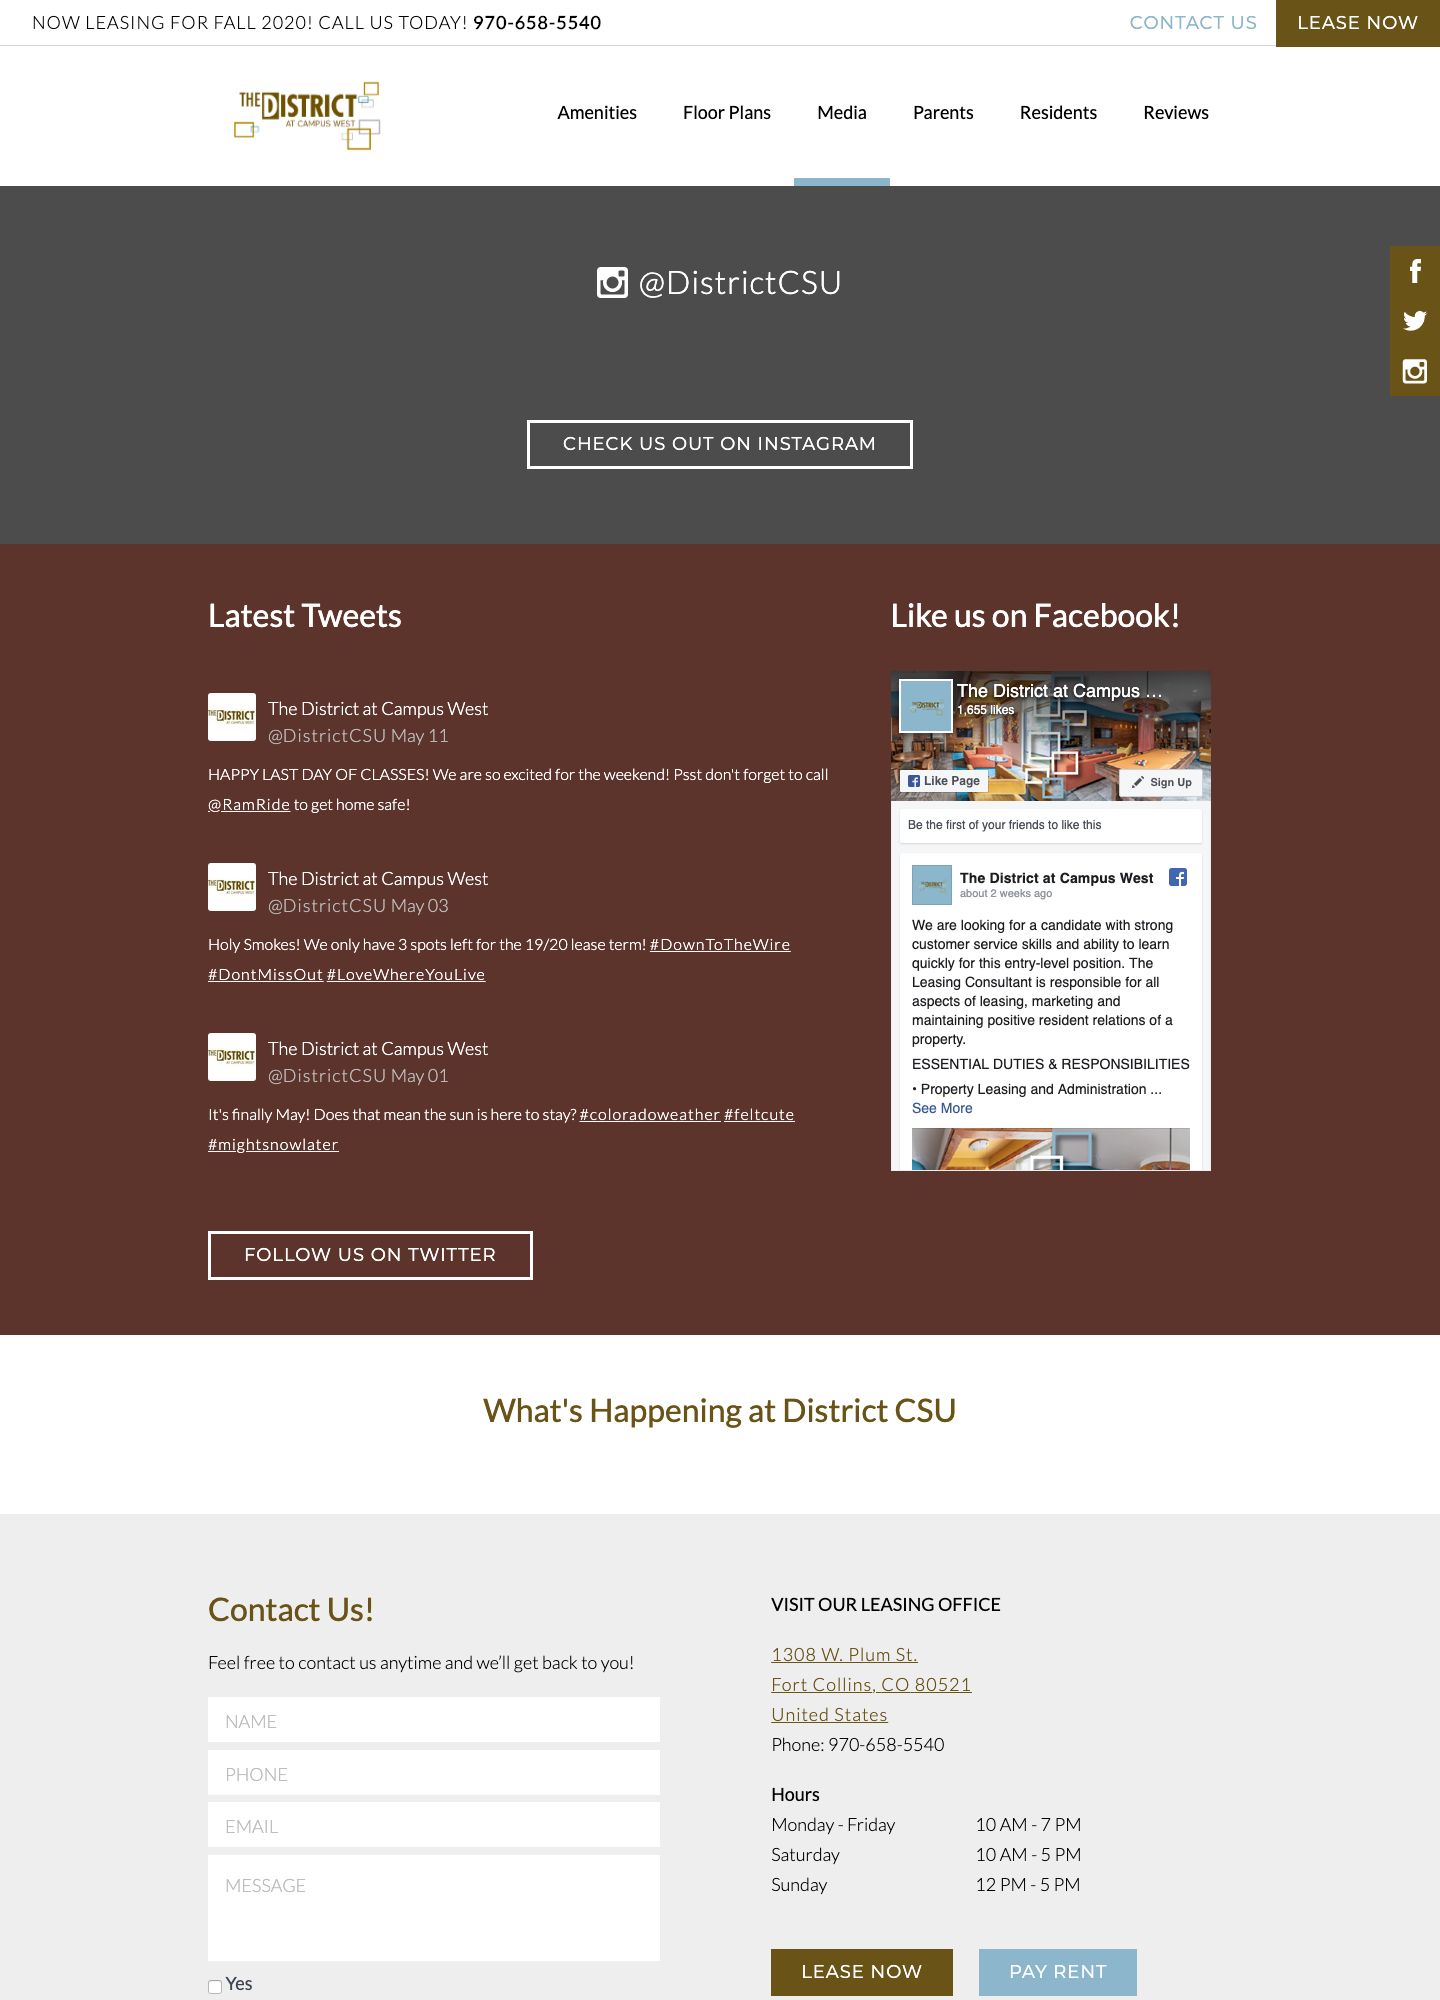 NOW LEASING FOR FALL 2020! CALL US TODAY! 970-658-5540
CONTACT US
LEASE NOW
THE DISTRICT
AT CAMPUS WEST
Amenities
Floor Plans
Media
Parents
Residents
Reviews
@DistrictCSU
CHECK US OUT ON INSTAGRAM
Latest Tweets
THE DISTRICT
The District at Campus West
@DistrictCSU May 11
HAPPY LAST DAY OF CLASSES! We are so excited for the weekend! Psst don't forget to call
@RamRide to get home safe!
THE DISTRICT
The District at Campus West
@DistrictCSU May 03
Holy Smokes! We only have 3 spots left for the 19/20 lease term! #DownToTheWire
#DontMissOut #LoveWhereYouLive
THE DISTRICT
The District at Campus West
@DistrictCSU May 01
It's finally May! Does that mean the sun is here to stay? #coloradoweather #feltcute
#mightsnowlater
FOLLOW US ON TWITTER
Like us on Facebook!
The District at Campus ...
1,655 likes
Like Page
Sign Up
Be the first of your friends to like this
The District at Campus West
about 2 weeks ago
We are looking for a candidate with strong
customer service skills and ability to learn
quickly for this entry-level position. The
Leasing Consultant is responsible for all
aspects of leasing, marketing and
maintaining positive resident relations of a
property.
ESSENTIAL DUTIES & RESPONSIBILITIES
• Property Leasing and Administration ...
See More
What's Happening at District CSU
Contact Us!
Feel free to contact us anytime and we’ll get back to you!
NAME
PHONE
EMAIL
MESSAGE
Yes
VISIT OUR LEASING OFFICE
1308 W. Plum St.
Fort Collins, CO 80521
United States
Phone: 970-658-5540
Hours
Monday - Friday 10 AM - 7 PM
Saturday 10 AM - 5 PM
Sunday 12 PM - 5 PM
LEASE NOW
PAY RENT